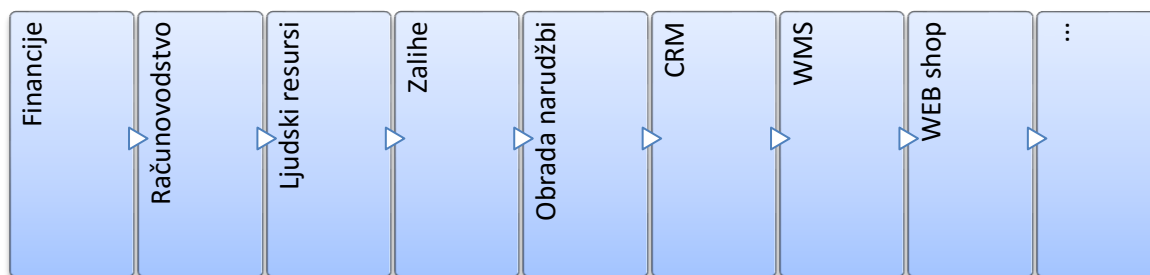 Financije
Računovodstvo
Ljudski resursi
Zalihe
Obrada narudžbi
CRM
WMS
WEB shop
...